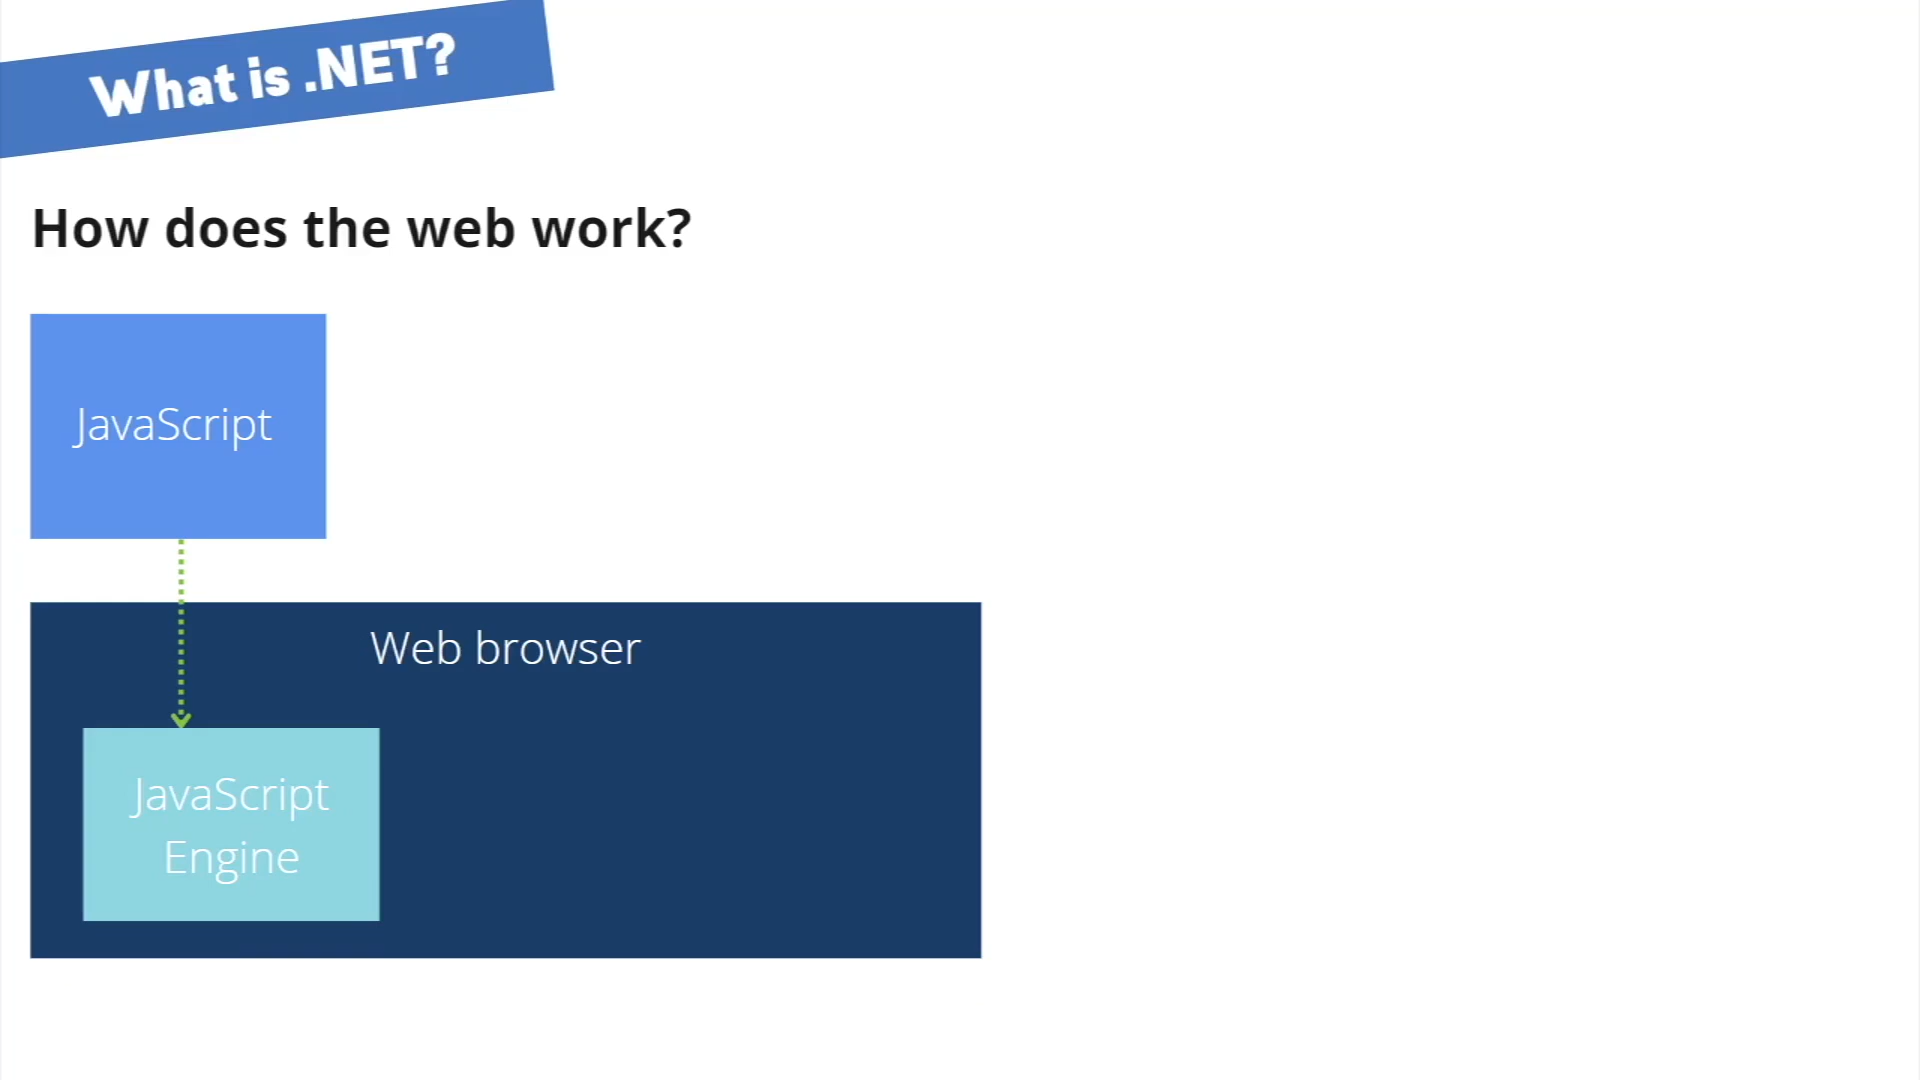 What is .NET?
How does the web work?
JavaScript
Web browser
JavaScript
Engine